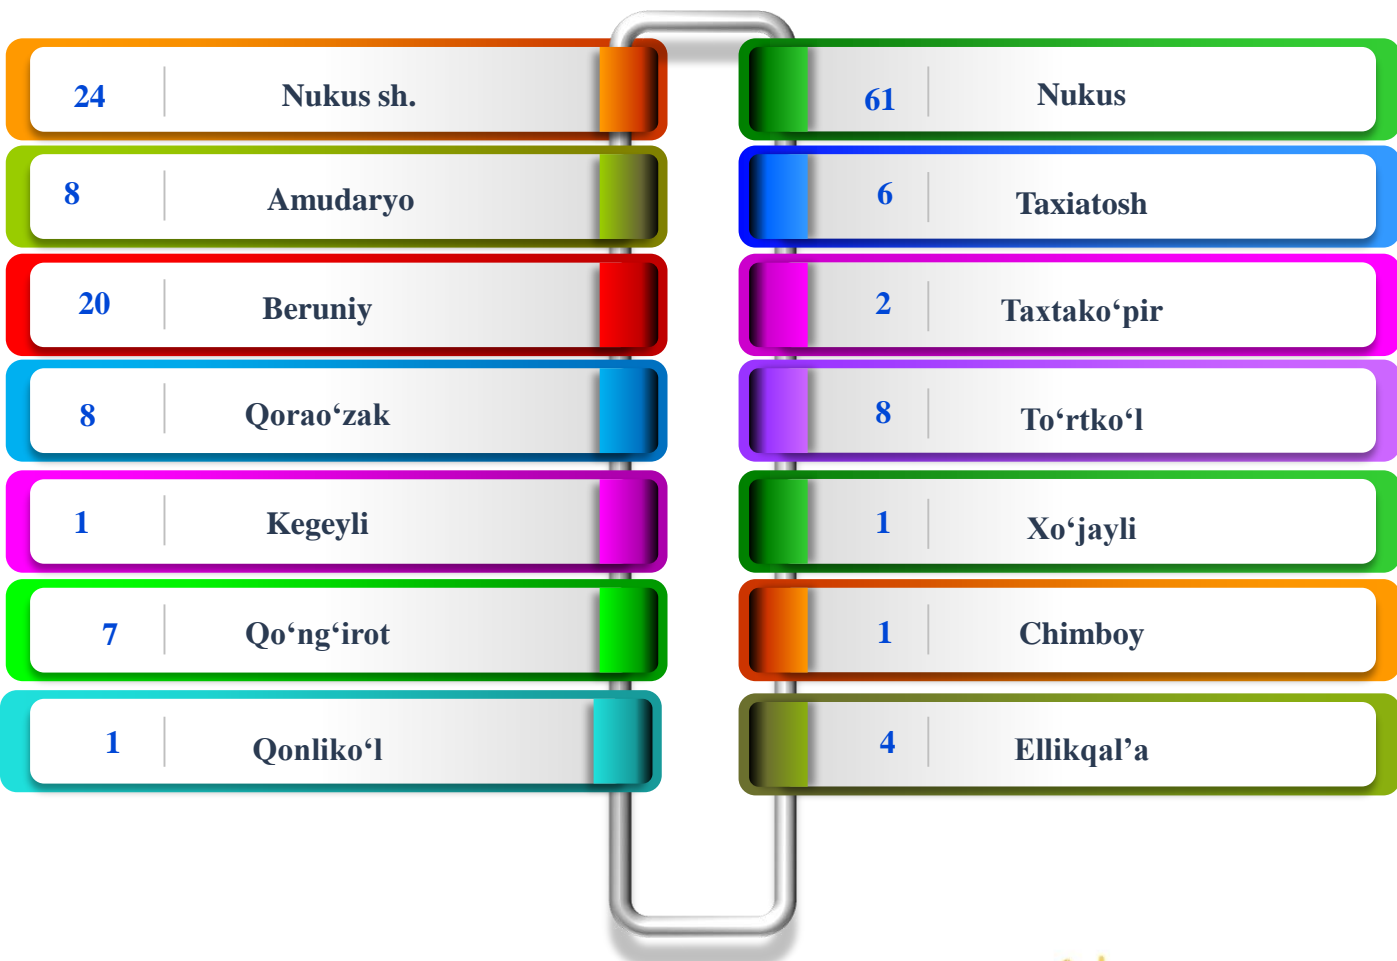 24 Nukus sh.
8 Amudaryo
20 Beruniy
8 Qorao‘zak
1 Kegeyli
7 Qo‘ng‘irot
1 Qonliko‘l
61 Nukus
6 Taxiatosh
2 Taxtako‘pir
8 To‘rtko‘l
1 Xo‘jayli
1 Chimboy
4 Ellikqal’a